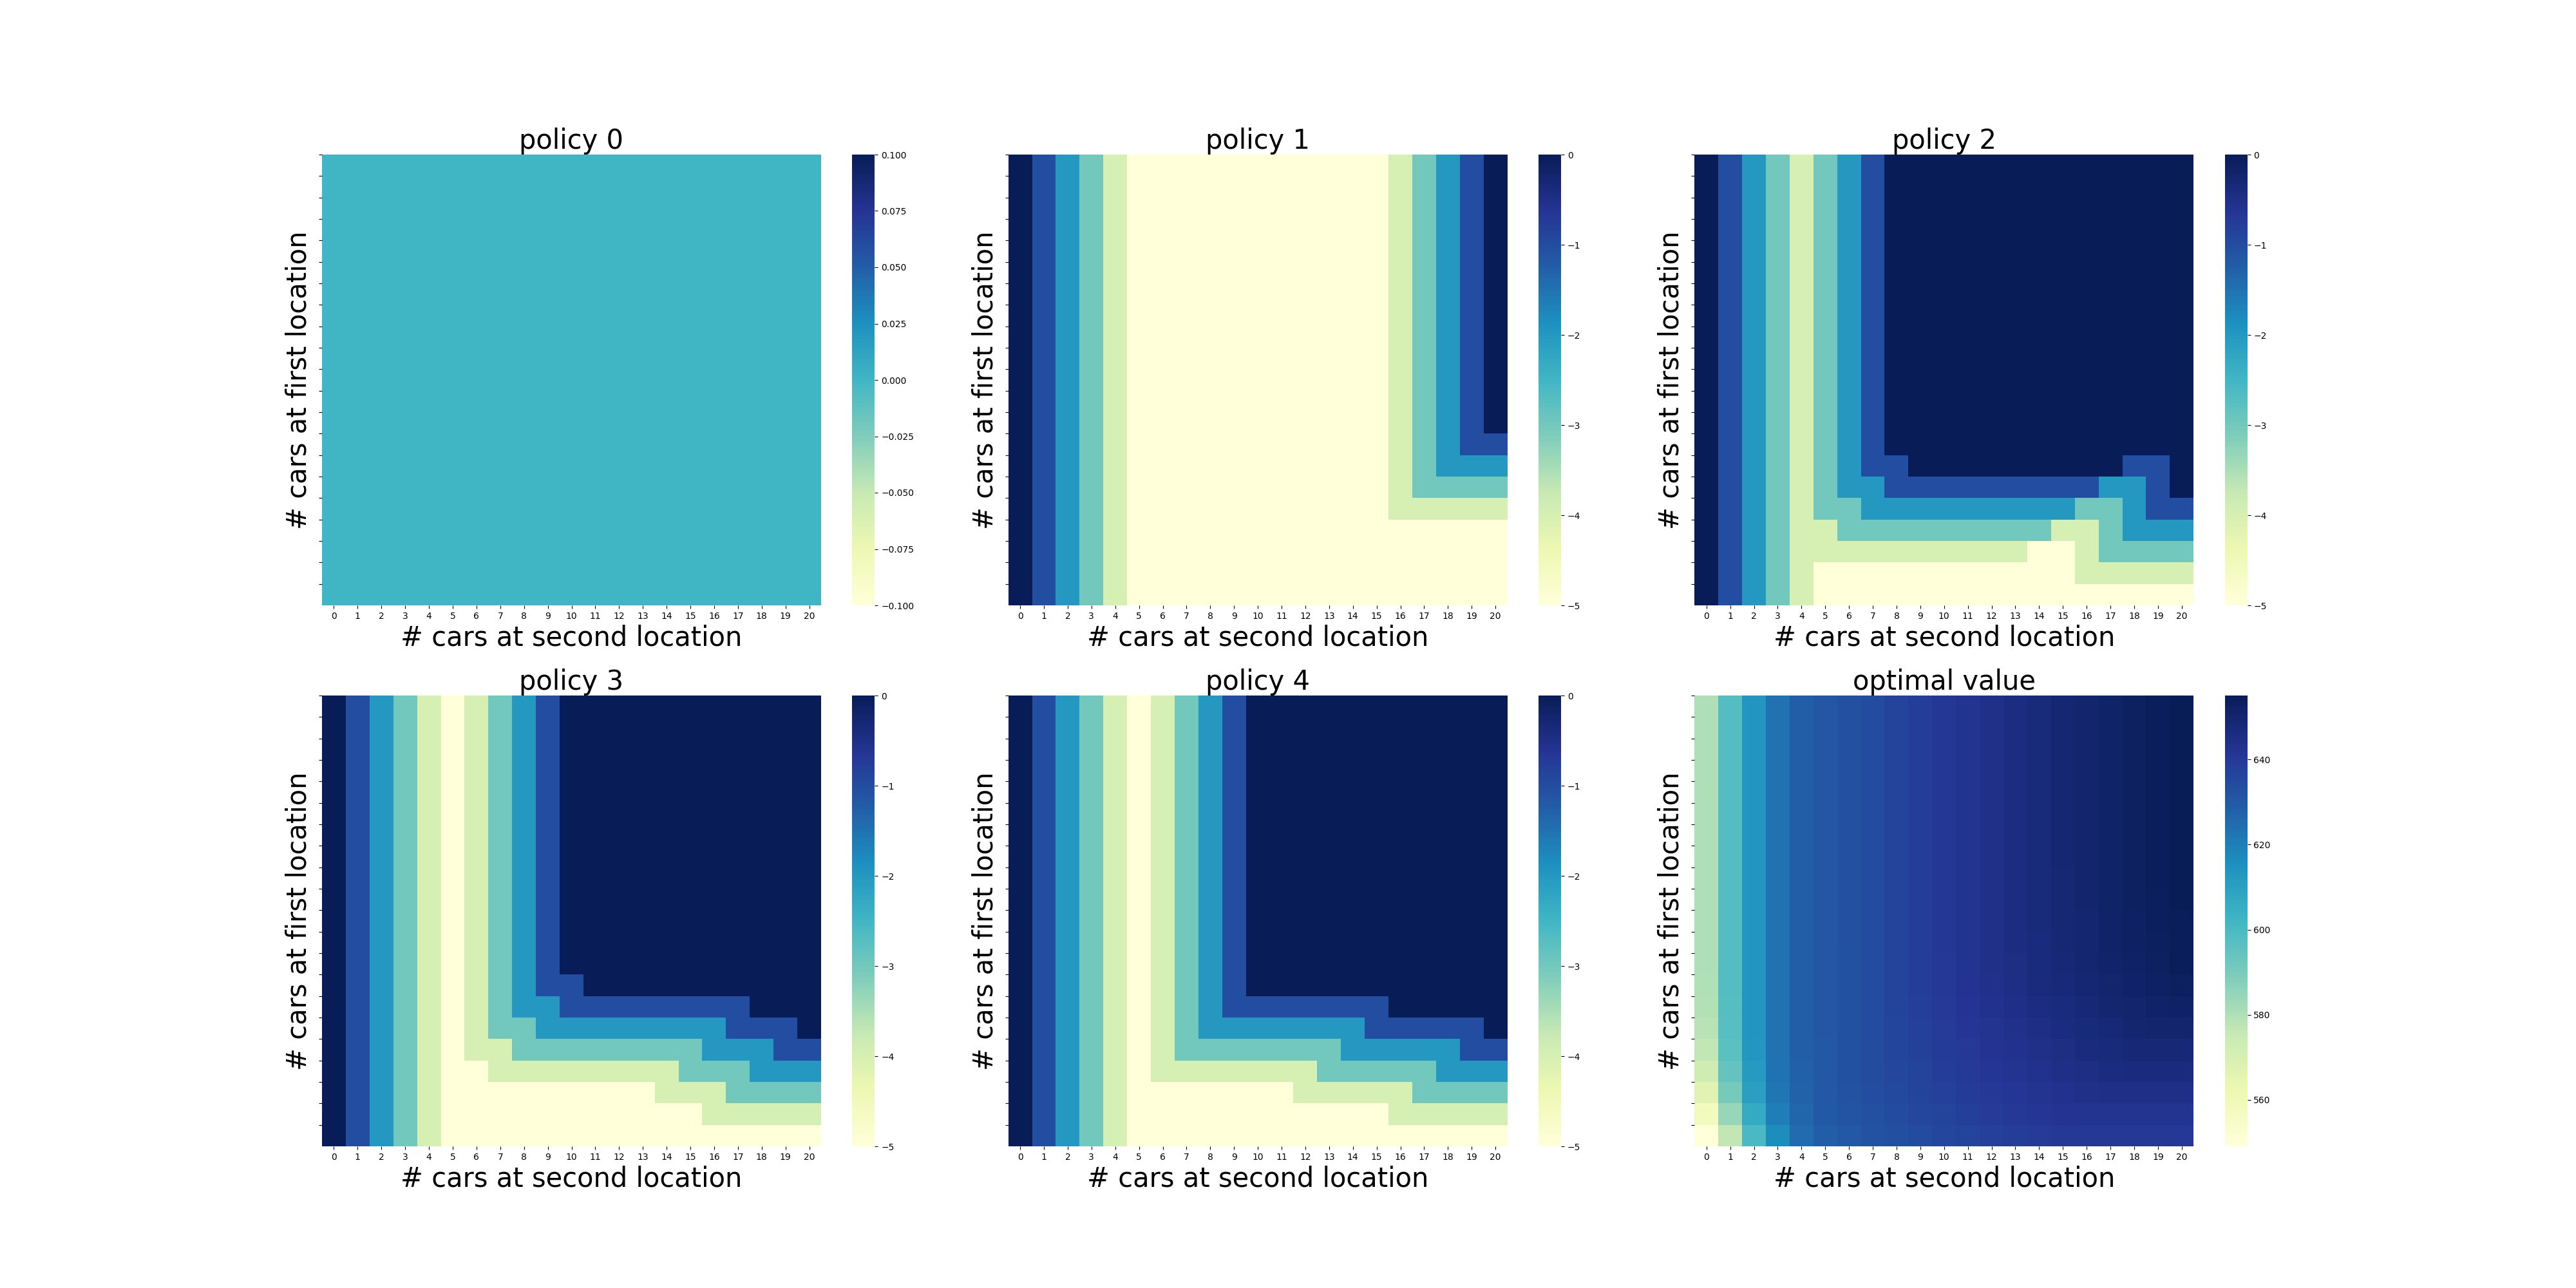 policy 0
policy 1
policy 2
# cars at first location
0.100
0.075
0.050
0.025
0.000
−0.025
−0.050
−0.075
−0.100
# cars at first location
0
−1
−2
−3
−4
−5
# cars at first location
0
−1
−2
−3
−4
−5
0 1 2 3 4 5 6 7 8 9 10 11 12 13 14 15 16 17 18 19 20
0 1 2 3 4 5 6 7 8 9 10 11 12 13 14 15 16 17 18 19 20
0 1 2 3 4 5 6 7 8 9 10 11 12 13 14 15 16 17 18 19 20
# cars at second location
# cars at second location
# cars at second location
policy 3
policy 4
optimal value
# cars at first location
0
−1
−2
−3
−4
−5
# cars at first location
0
−1
−2
−3
−4
−5
# cars at first location
640
620
600
580
560
0 1 2 3 4 5 6 7 8 9 10 11 12 13 14 15 16 17 18 19 20
0 1 2 3 4 5 6 7 8 9 10 11 12 13 14 15 16 17 18 19 20
0 1 2 3 4 5 6 7 8 9 10 11 12 13 14 15 16 17 18 19 20
# cars at second location
# cars at second location
# cars at second location